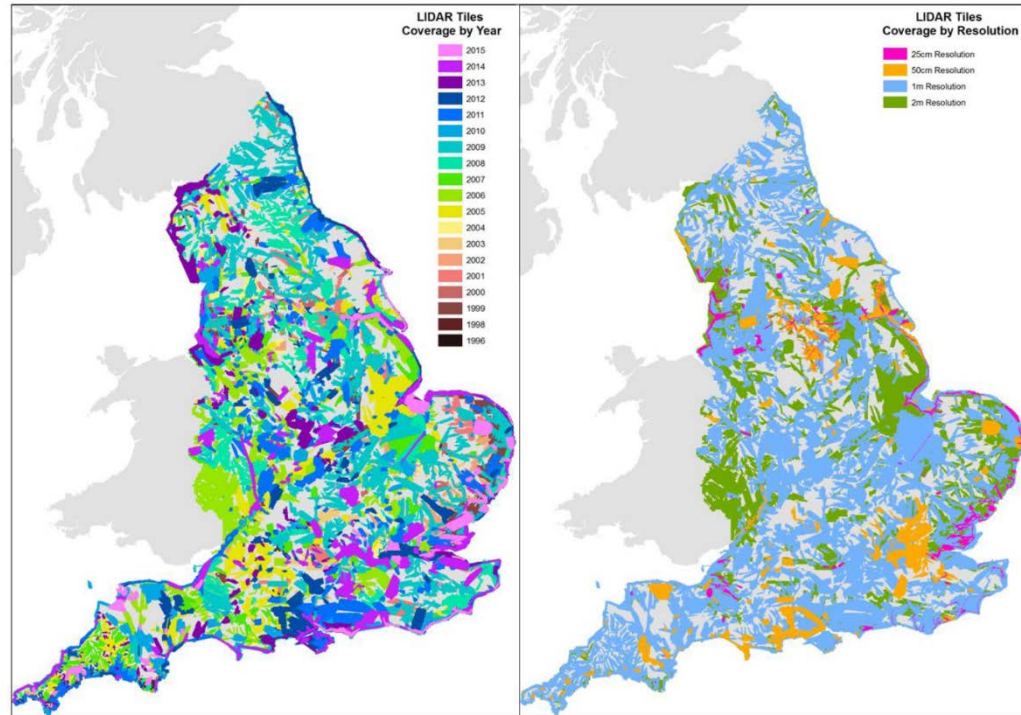 LIDAR Tiles
Coverage by Year
2015
2014
2013
2012
2011
2010
2009
2008
2007
2006
2005
2004
2003
2002
2001
2000
1999
1998
1996
LIDAR Tiles
Coverage by Resolution
25cm Resolution
50cm Resolution
1m Resolution
2m Resolution